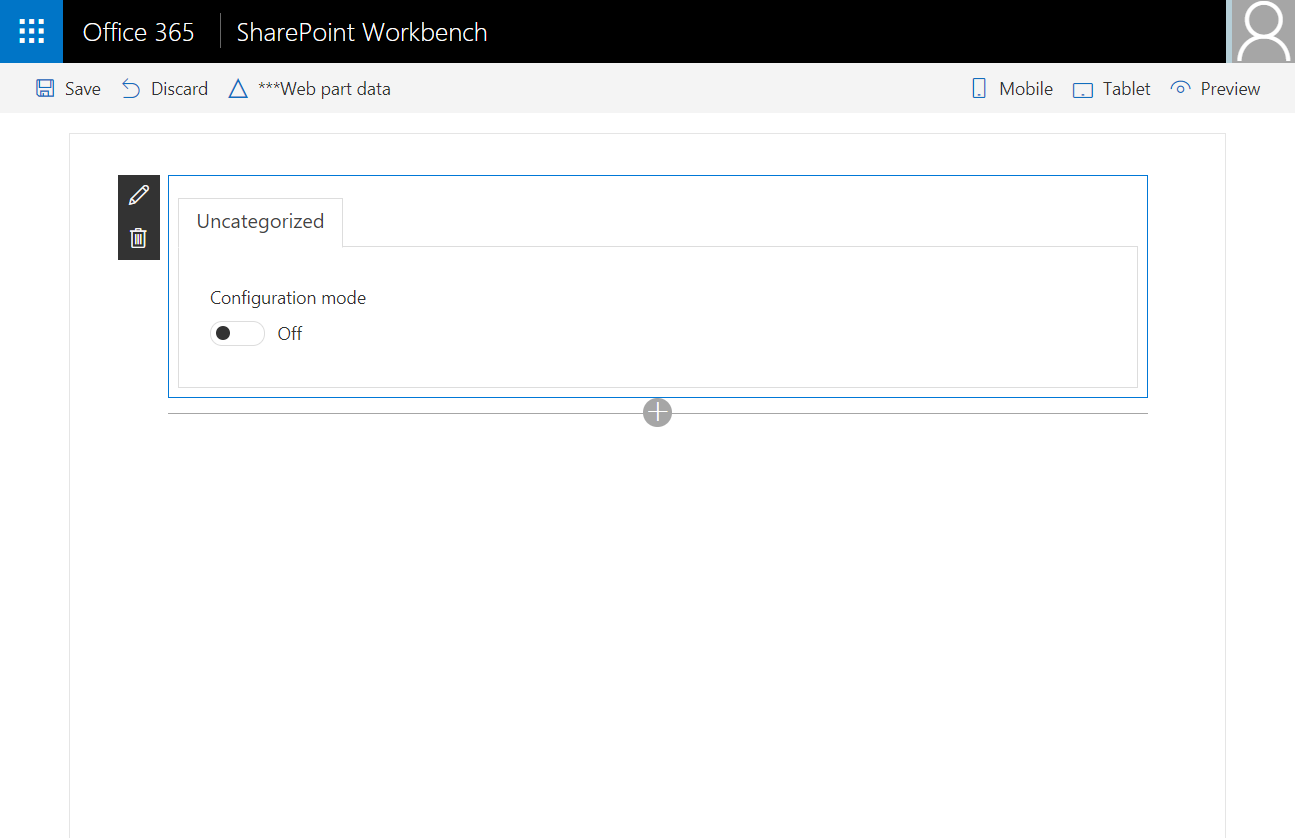 Office 365 SharePoint Workbench
Save Discard ***Web part data Mobile Tablet Preview
Uncategorized
Configuration mode
Off